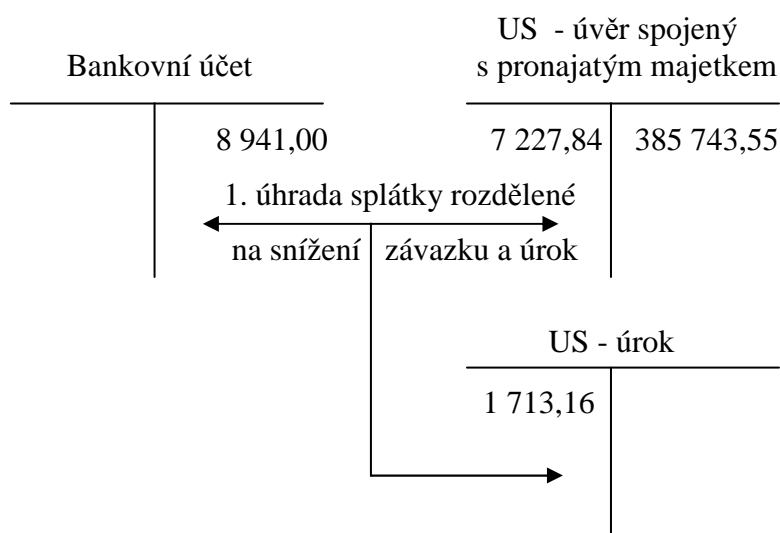 US - úvěr spojený
Bankovní účet s pronajatým majetkem
8 941,00 7 227,84 385 743,55
1. úhrada splátky rozdělené
na snížení závazku a úrok
US - úrok
1 713,16